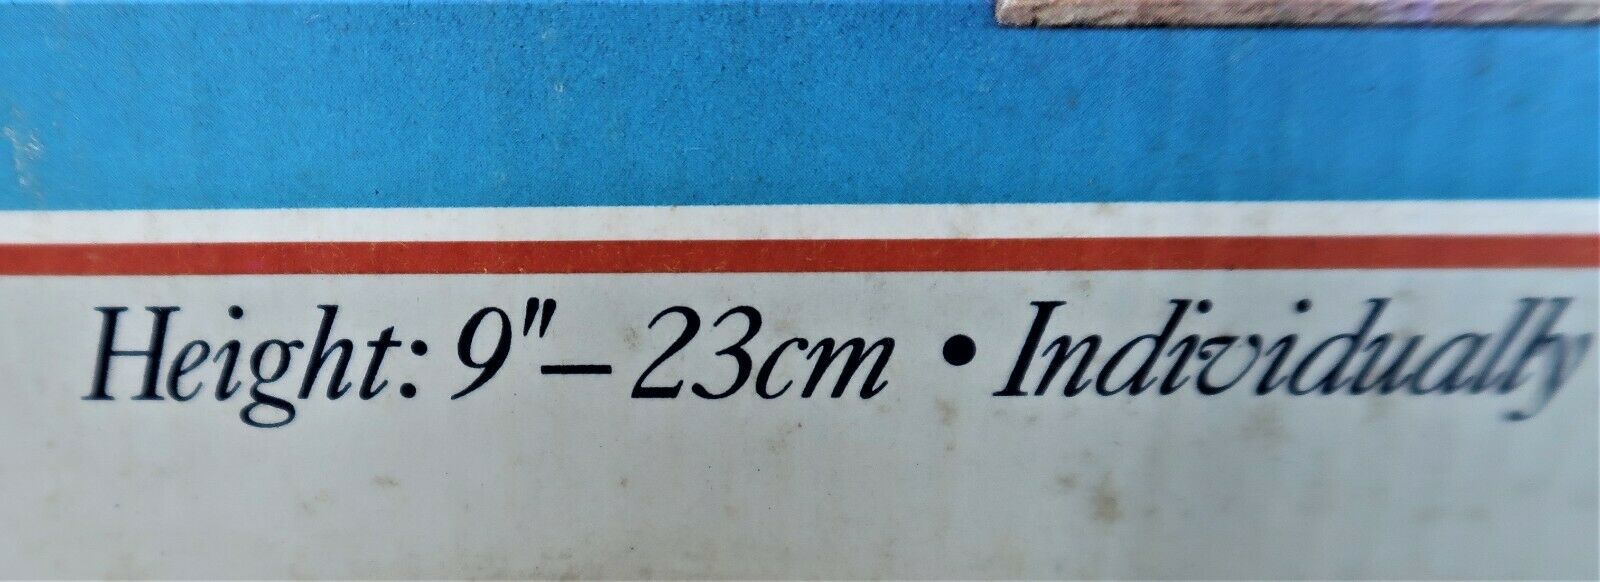 Height: 9"– 23cm • Individually